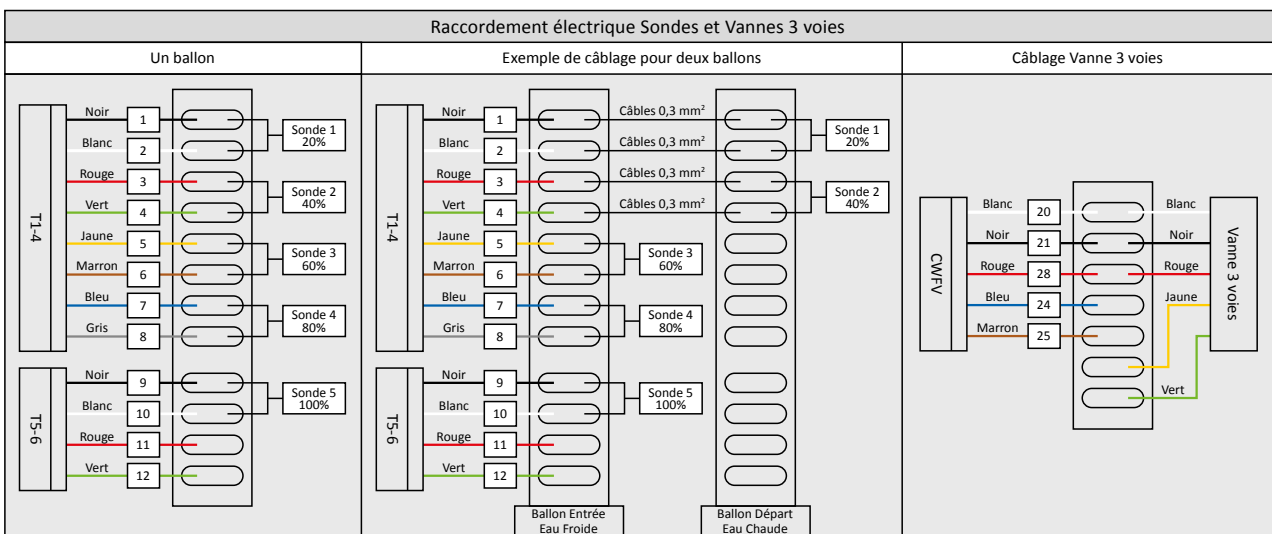 Raccordement électrique Sondes et Vannes 3 voies
Un ballon
Exemple de câblage pour deux ballons
Câblage Vanne 3 voies
T1-4
Noir 1
Blanc 2
Rouge 3
Vert 4
Jaune 5
Marron 6
Bleu 7
Gris 8
Sonde 1
20%
Sonde 2
40%
Sonde 3
60%
Sonde 4
80%
T5-6
Noir 9
Blanc 10
Rouge 11
Vert 12
Sonde 5
100%
T1-4
Noir 1 Câbles 0,3 mm²
Blanc 2 Câbles 0,3 mm²
Rouge 3 Câbles 0,3 mm²
Vert 4 Câbles 0,3 mm²
Jaune 5
Marron 6
Bleu 7
Gris 8
Sonde 1
20%
Sonde 2
40%
Sonde 3
60%
Sonde 4
80%
T5-6
Noir 9
Blanc 10
Rouge 11
Vert 12
Sonde 5
100%
Ballon Entrée
Eau Froide
Ballon Départ
Eau Chaude
CWFV
Blanc 20 Blanc
Noir 21 Noir
Rouge 28 Rouge
Bleu 24 Jaune
Marron 25
Vert
Vanne 3 voies